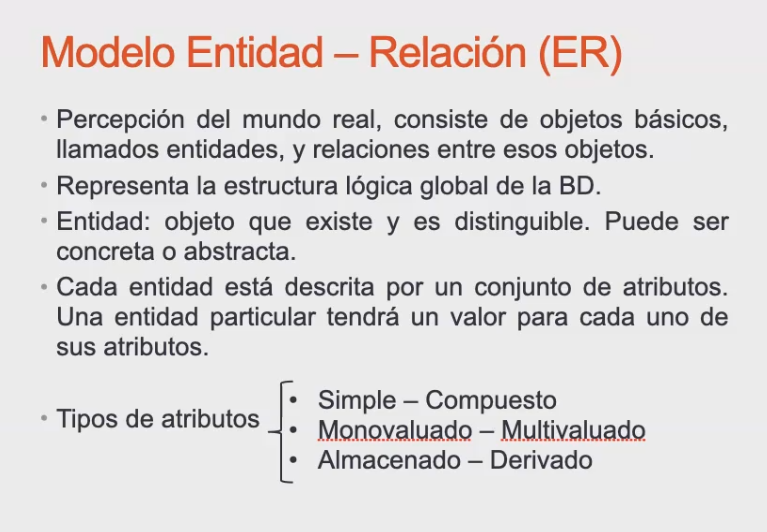 Modelo Entidad – Relación (ER)
• Percepción del mundo real, consiste de objetos básicos,
llamados entidades, y relaciones entre esos objetos.
• Representa la estructura lógica global de la BD.
• Entidad: objeto que existe y es distinguible. Puede ser
concreta o abstracta.
• Cada entidad está descrita por un conjunto de atributos.
Una entidad particular tendrá un valor para cada uno de
sus atributos.
• Tipos de atributos
• Simple – Compuesto
• Monovaluado – Multivaluado
• Almacenado – Derivado